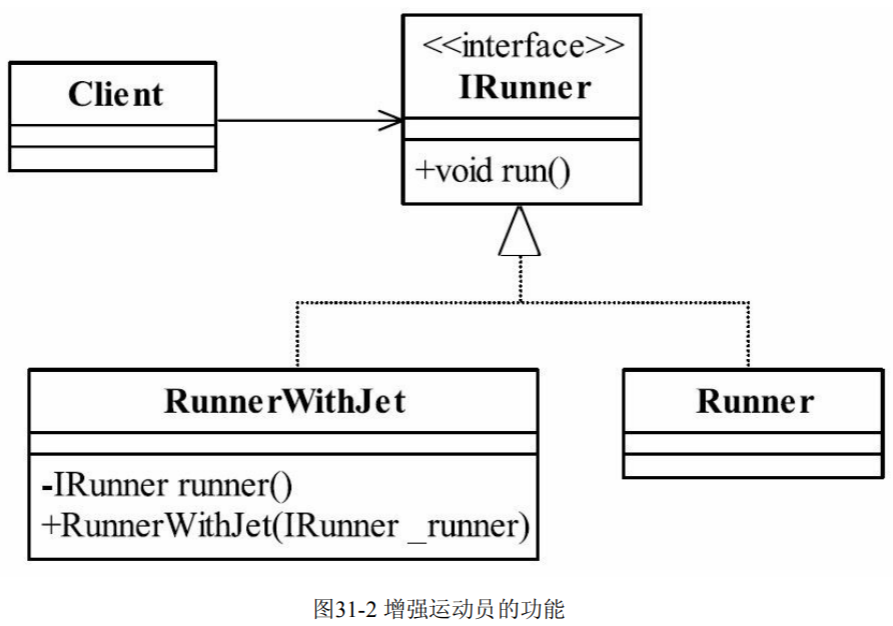 <<interface>>
IRunner
Client
+void run()
RunnerWithJet
Runner
-IRunner runner()
+RunnerWithJet(IRunner _runner)
图31-2 增强运动员的功能